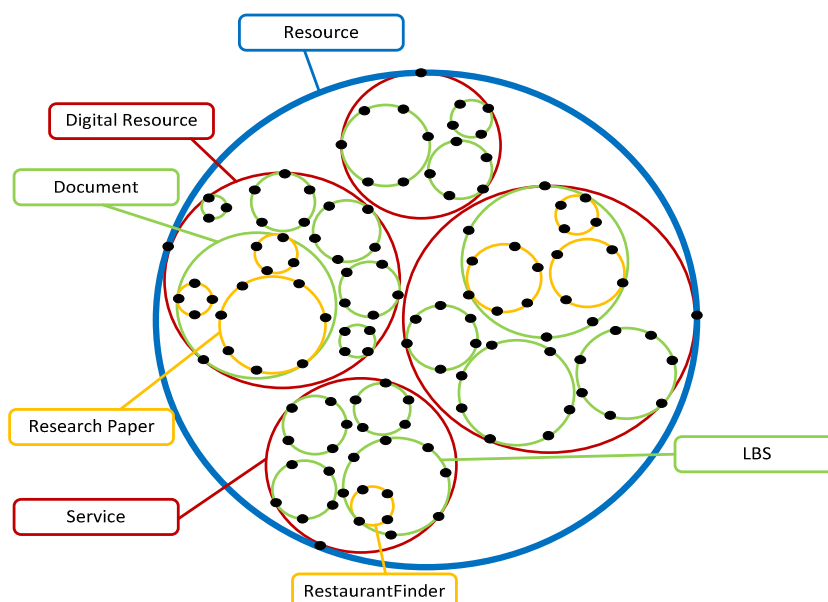 Resource
Digital Resource
Document
Research Paper
LBS
Service
RestaurantFinder